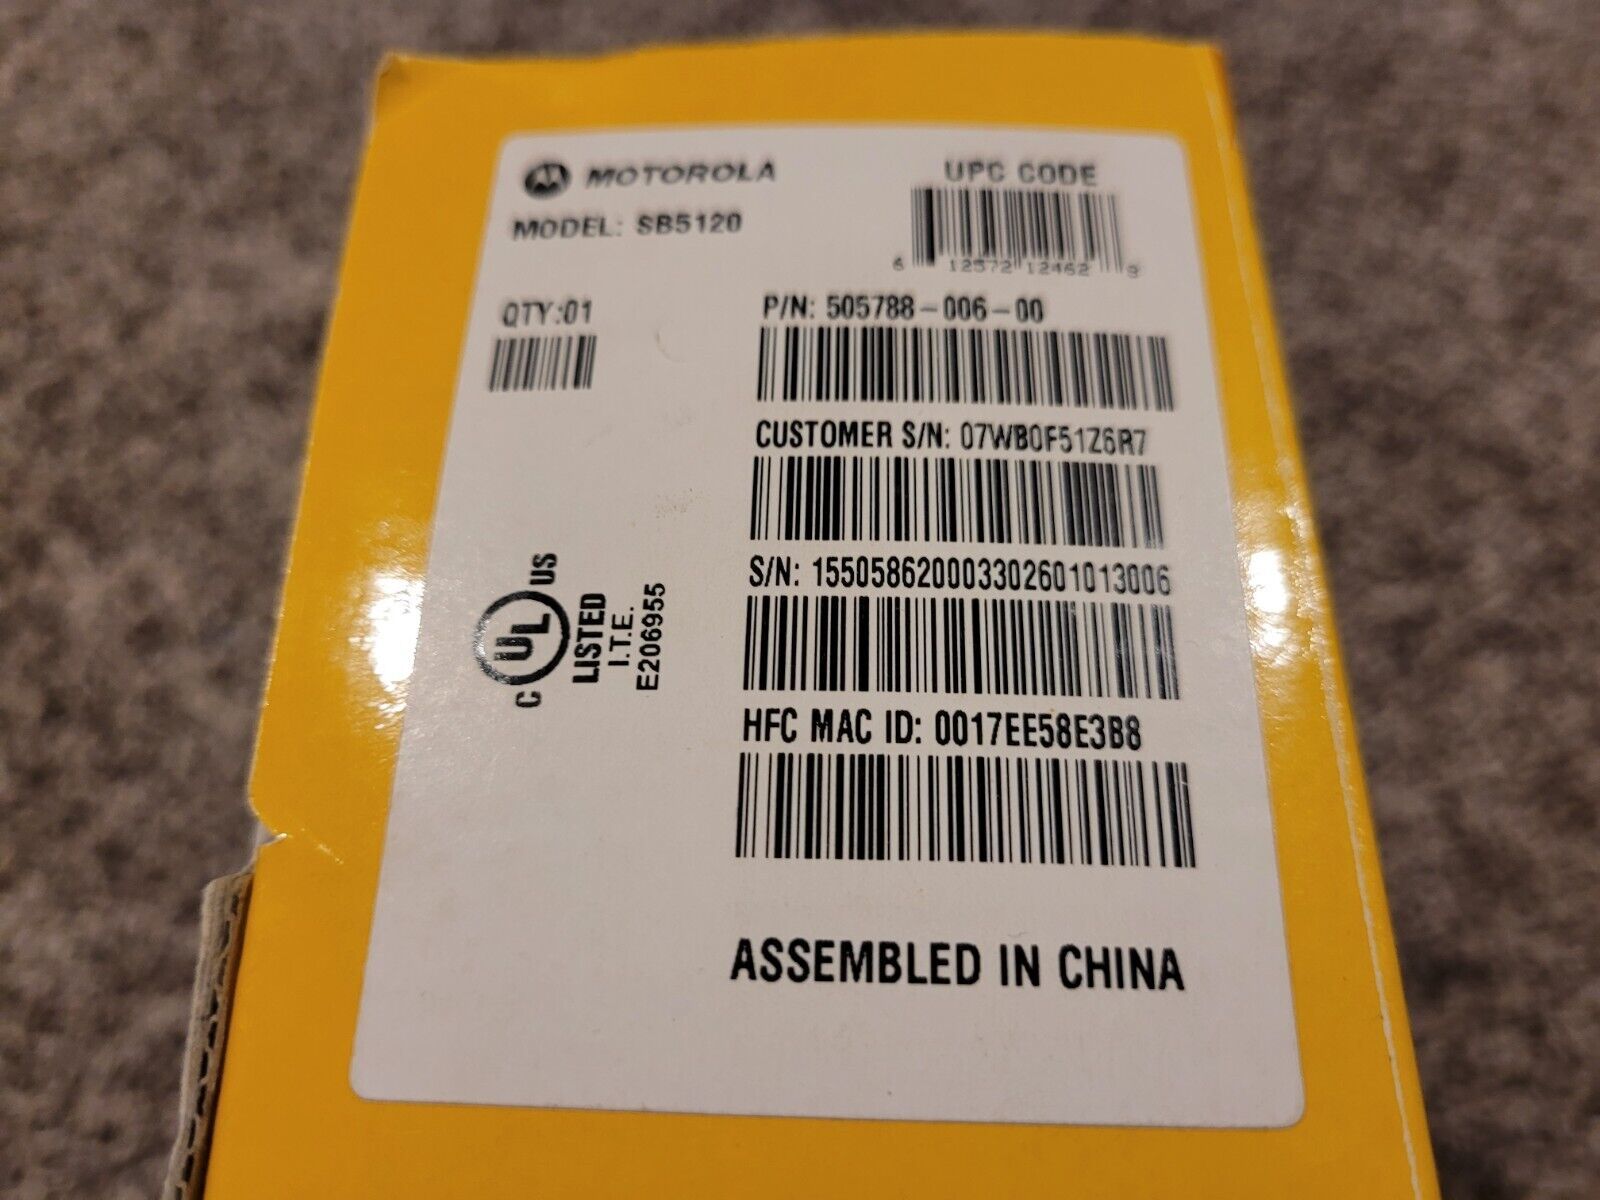 MOTOROLA
MODEL: SB5120
UPC CODE
6 12572 12462 9
QTY:01
P/N: 505788-006-00
CUSTOMER S/N: 07WB0F51Z6R7
S/N: 155058620003302601013006
HFC MAC ID: 0017EE58E3B8
C UL US
LISTED
I.T.E.
E206955
ASSEMBLED IN CHINA